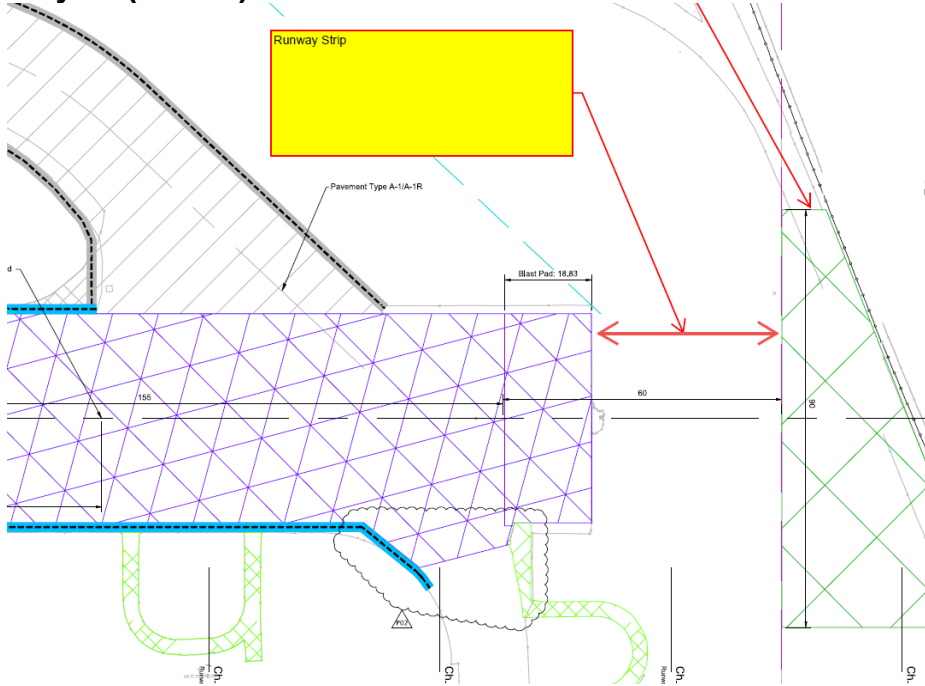 Runway Strip
Pavement Type A-1/A-1R
d
Blast Pad: 18,83
155
60
90
P02
Ch.
Ch.
Ch.
Ch.